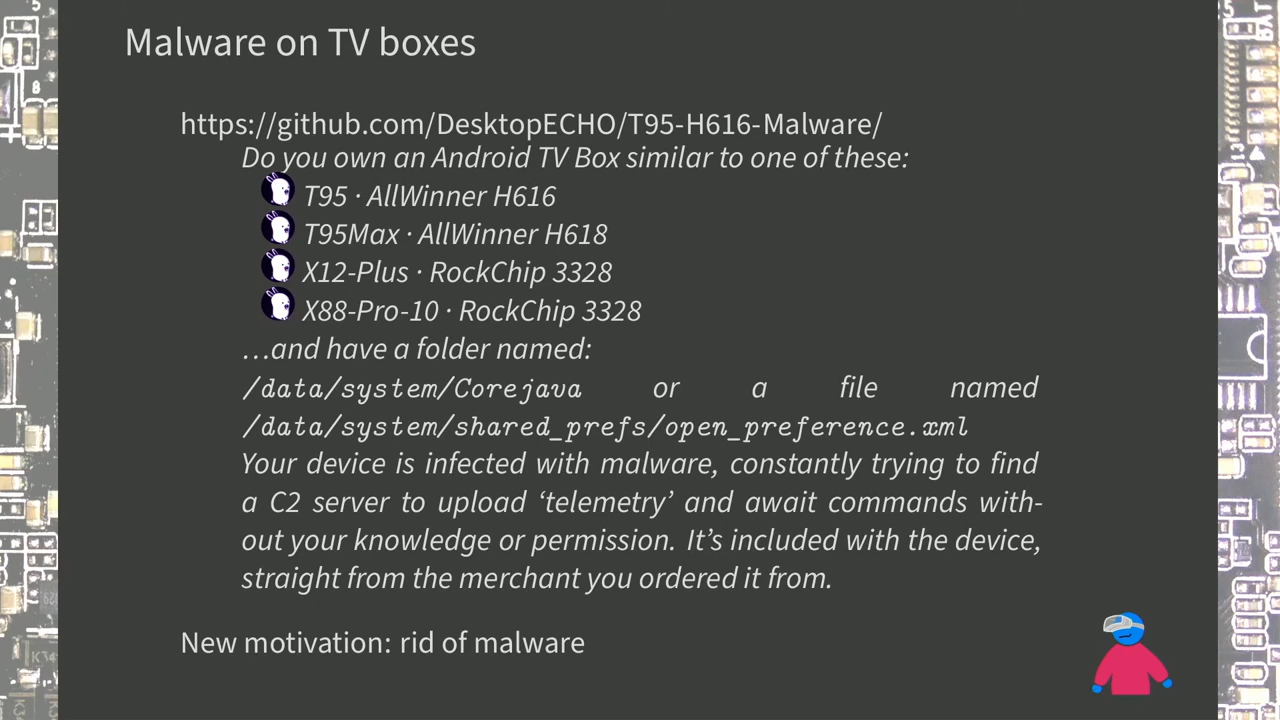 Malware on TV boxes
https://github.com/DesktopECHO/T95-H616-Malware/
Do you own an Android TV Box similar to one of these:
T95 · AllWinner H616
T95Max · AllWinner H618
X12-Plus · RockChip 3328
X88-Pro-10 · RockChip 3328
…and have a folder named:
/data/system/Corejava or a file named
/data/system/shared_prefs/open_preference.xml
Your device is infected with malware, constantly trying to find
a C2 server to upload ‘telemetry’ and await commands with-
out your knowledge or permission. It’s included with the device,
straight from the merchant you ordered it from.
New motivation: rid of malware